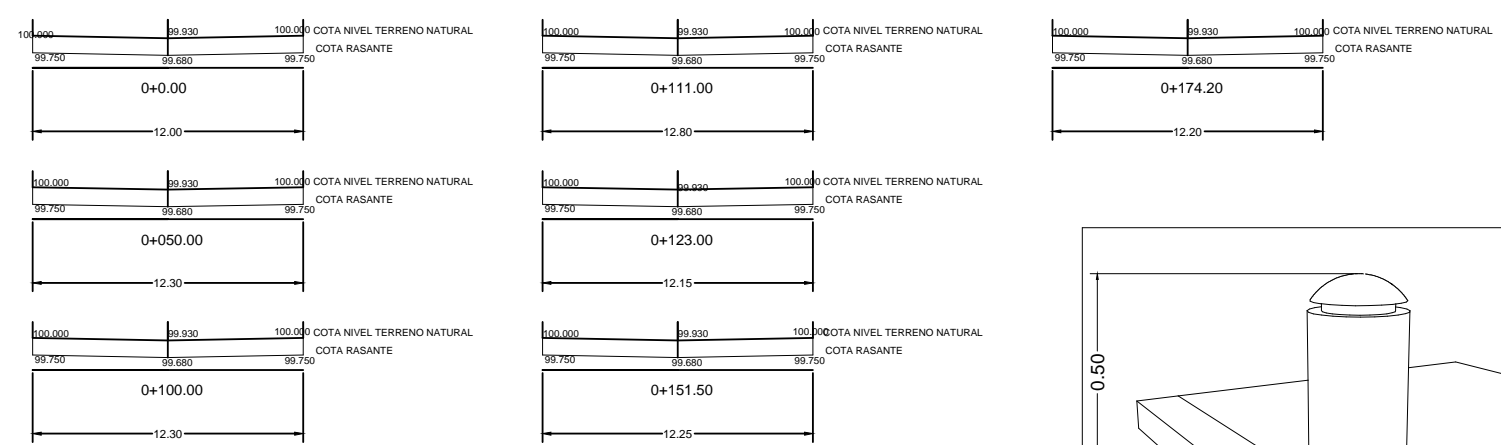 100.000 99.930 100.000 COTA NIVEL TERRENO NATURAL
COTA RASANTE
99.750 99.680 99.750
0+0.00
12.00
100.000 99.930 100.000 COTA NIVEL TERRENO NATURAL
COTA RASANTE
99.750 99.680 99.750
0+050.00
12.30
100.000 99.930 100.000 COTA NIVEL TERRENO NATURAL
COTA RASANTE
99.750 99.680 99.750
0+100.00
12.30
100.000 99.930 100.000 COTA NIVEL TERRENO NATURAL
COTA RASANTE
99.750 99.680 99.750
0+111.00
12.80
100.000 99.930 100.000 COTA NIVEL TERRENO NATURAL
COTA RASANTE
99.750 99.680 99.750
0+123.00
12.15
100.000 99.930 100.000 COTA NIVEL TERRENO NATURAL
COTA RASANTE
99.750 99.680 99.750
0+151.50
12.25
100.000 99.930 100.000 COTA NIVEL TERRENO NATURAL
COTA RASANTE
99.750 99.680 99.750
0+174.20
12.20
0.50